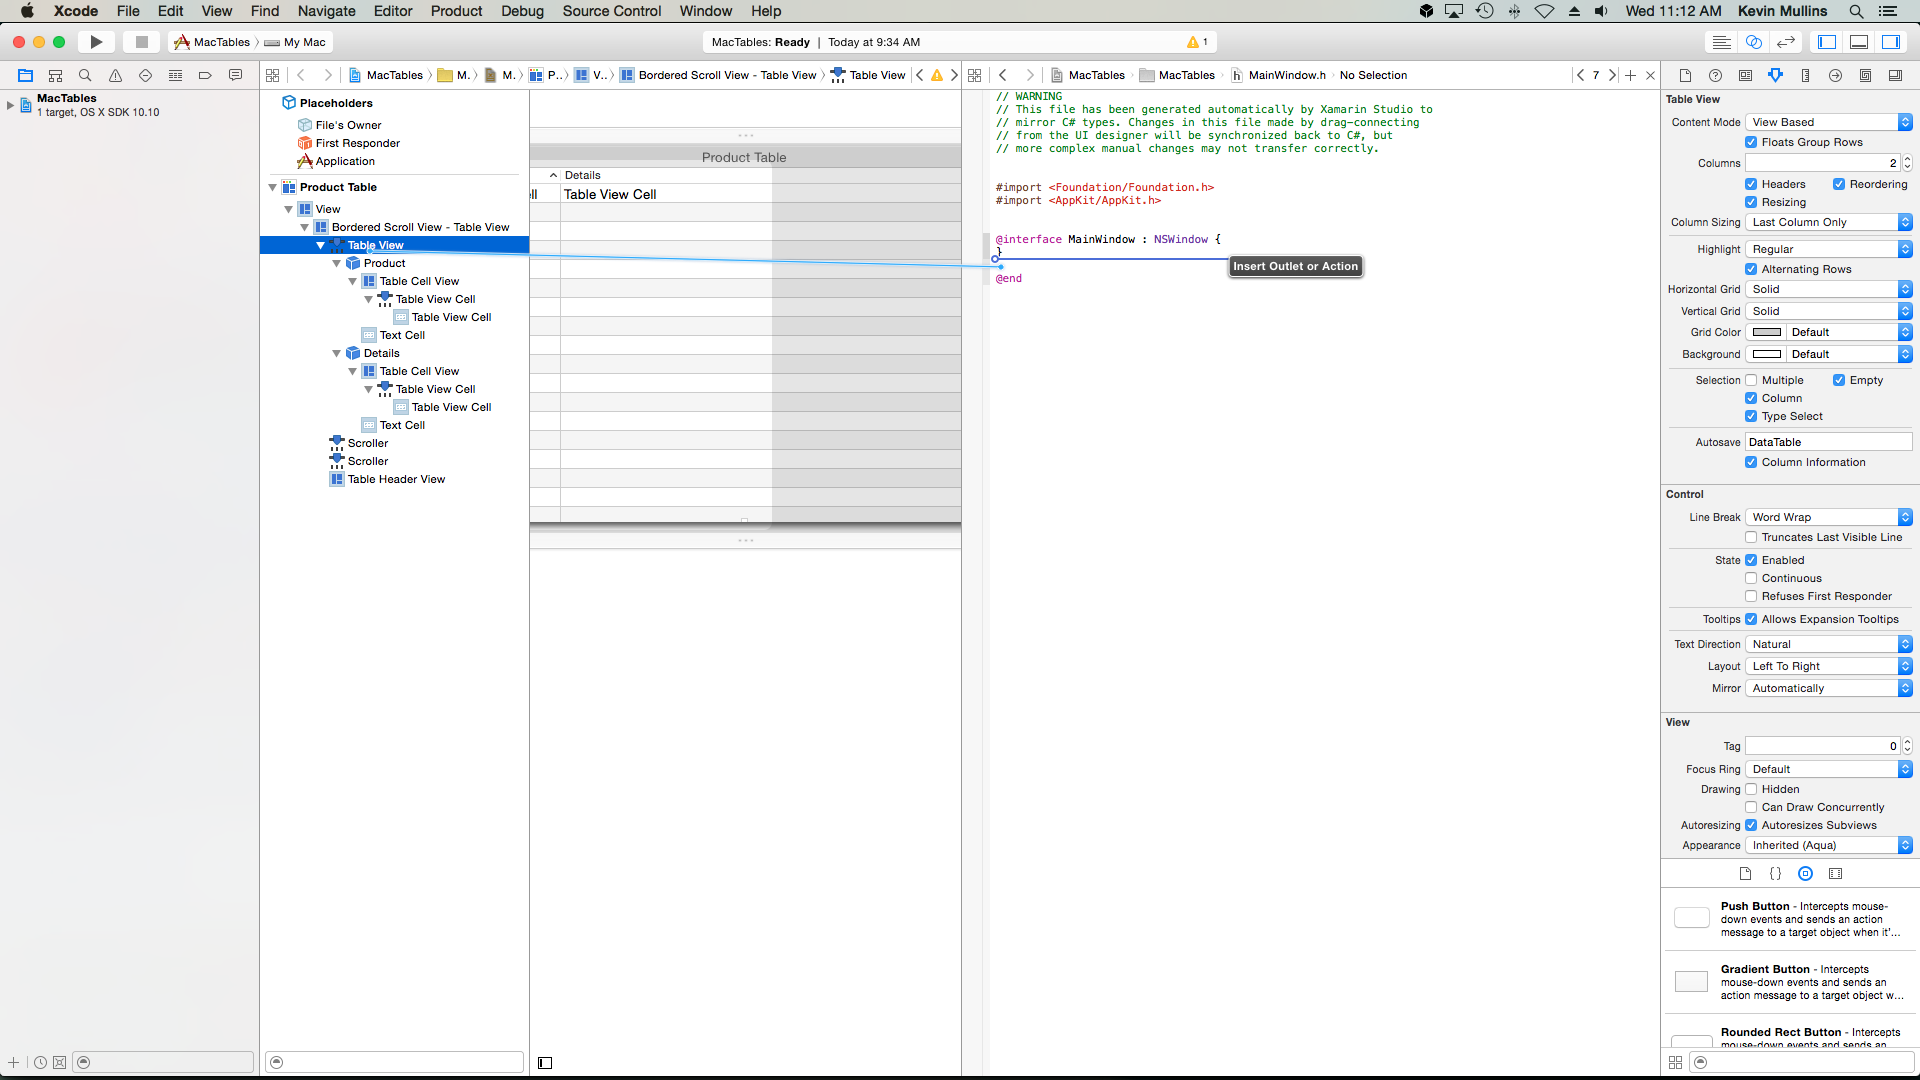 Xcode File Edit View Find Navigate Editor Product Debug Source Control Window Help Wed 11:12 AM Kevin Mullins
MacTables My Mac
MacTables: Ready | Today at 9:34 AM
1
MacTables M. M. P.. V.. Bordered Scroll View - Table View Table View
MacTables MacTables MainWindow.h No Selection 7
MacTables
1 target, OS X SDK 10.10
Placeholders
File's Owner
First Responder
Application
Product Table
View
Bordered Scroll View - Table View
Table View
Product
Table Cell View
Table View Cell
Table View Cell
Text Cell
Details
Table Cell View
Table View Cell
Table View Cell
Text Cell
Scroller
Scroller
Table Header View
Product Table
Details
ell Table View Cell
// WARNING
// This file has been generated automatically by Xamarin Studio to
// mirror C# types. Changes in this file made by drag-connecting
// from the UI designer will be synchronized back to C#, but
// more complex manual changes may not transfer correctly.
#import <Foundation/Foundation.h>
#import <AppKit/AppKit.h>
@interface MainWindow : NSWindow {
}
Insert Outlet or Action
@end
Table View
Content Mode View Based
Floats Group Rows
Columns 2
Headers Reordering
Resizing
Column Sizing Last Column Only
Highlight Regular
Alternating Rows
Horizontal Grid Solid
Vertical Grid Solid
Grid Color Default
Background Default
Selection Multiple Empty
Column
Type Select
Autosave DataTable
Column Information
Control
Line Break Word Wrap
Truncates Last Visible Line
State Enabled
Continuous
Refuses First Responder
Tooltips Allows Expansion Tooltips
Text Direction Natural
Layout Left To Right
Mirror Automatically
View
Tag 0
Focus Ring Default
Drawing Hidden
Can Draw Concurrently
Autoresizing Autoresizes Subviews
Appearance Inherited (Aqua)
{}
Push Button - Intercepts mouse-
down events and sends an action
message to a target object when it'...
Gradient Button - Intercepts
mouse-down events and sends an
action message to a target object w...
Rounded Rect Button - Intercepts
mouse-down events and sends an